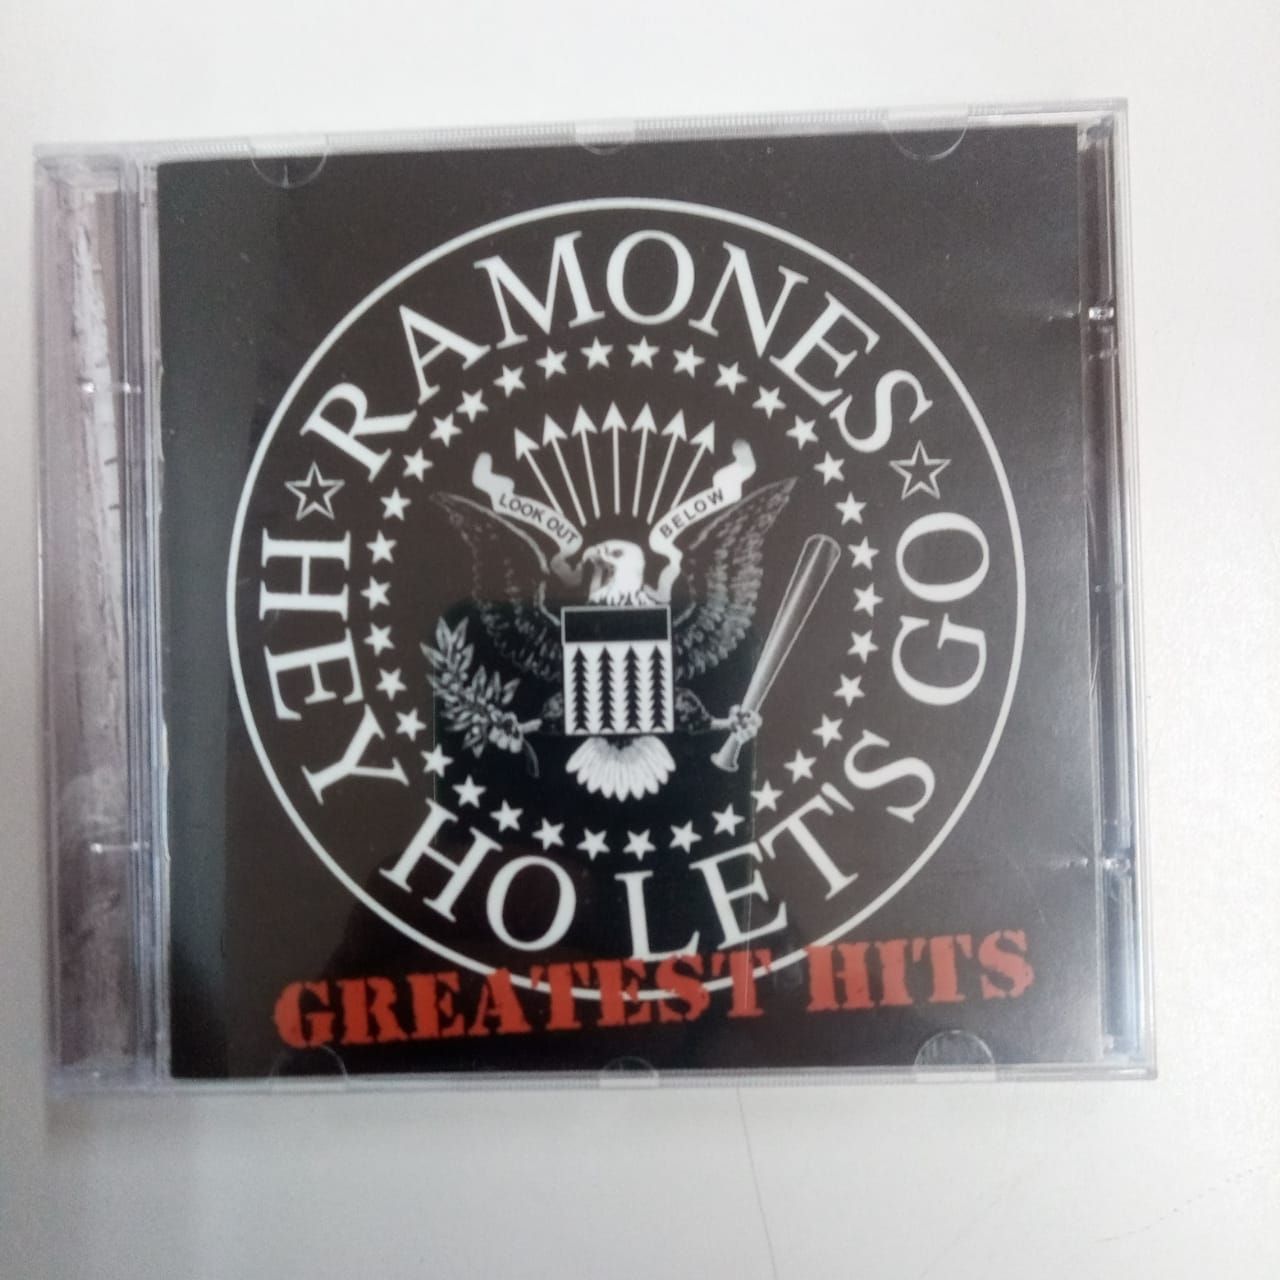 RAMONES
HEY HO LET'S GO
LOOK OUT BELOW
GREATEST HITS